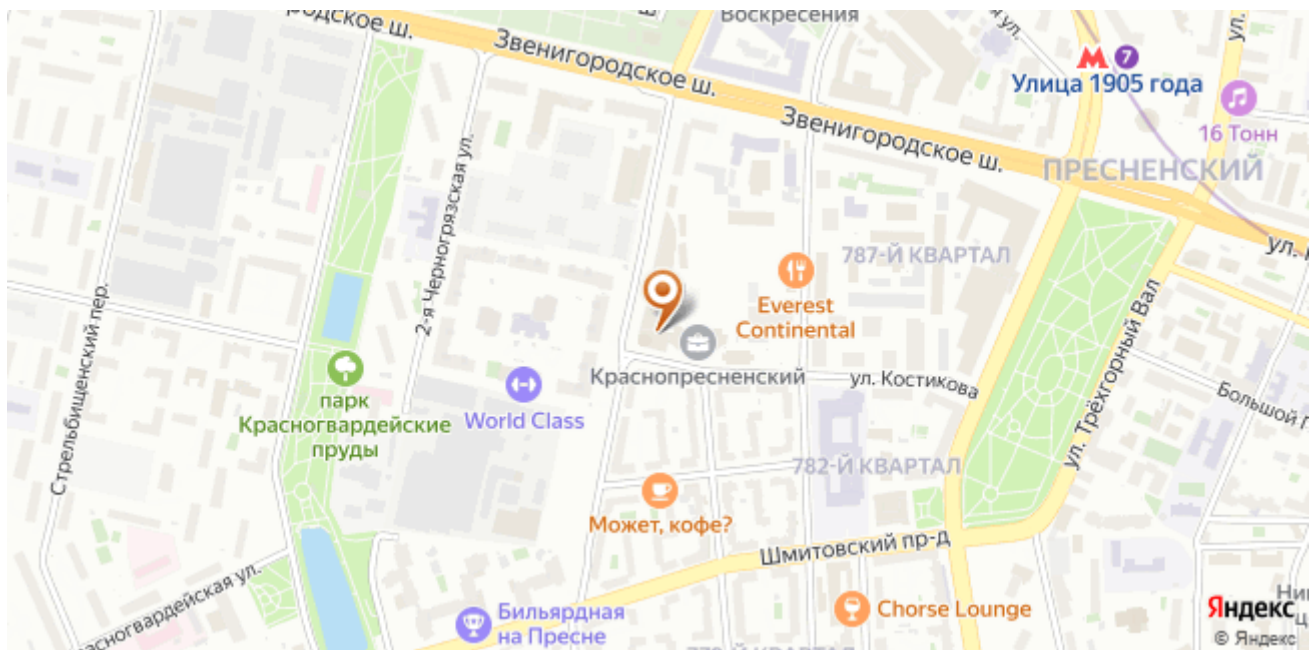 Звенигородское ш.
Воскресения
7
Улица 1905 года
16 Тонн
Звенигородское ш.
ПРЕСНЕНСКИЙ
2-я Черногрязская ул.
787-Й КВАРТАЛ
Everest
Continental
ул. Трёхгорный Вал
Стрельбищенский пер.
Краснопресненский
ул. Костикова
World Class
парк
Красногвардейские
пруды
Большой
782-Й КВАРТАЛ
Может, кофе?
Шмитовский пр-д
Бильярдная
на Пресне
Chorse Lounge
Яндекс
© Яндекс